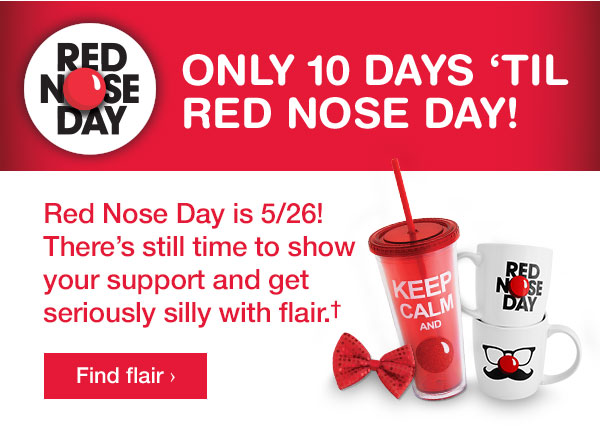 RED
NOSE
DAY
ONLY 10 DAYS ‘TIL
RED NOSE DAY!
Red Nose Day is 5/26!
There’s still time to show
your support and get
seriously silly with flair.†
Find flair ›
KEEP
CALM
AND
RED
NOSE
DAY